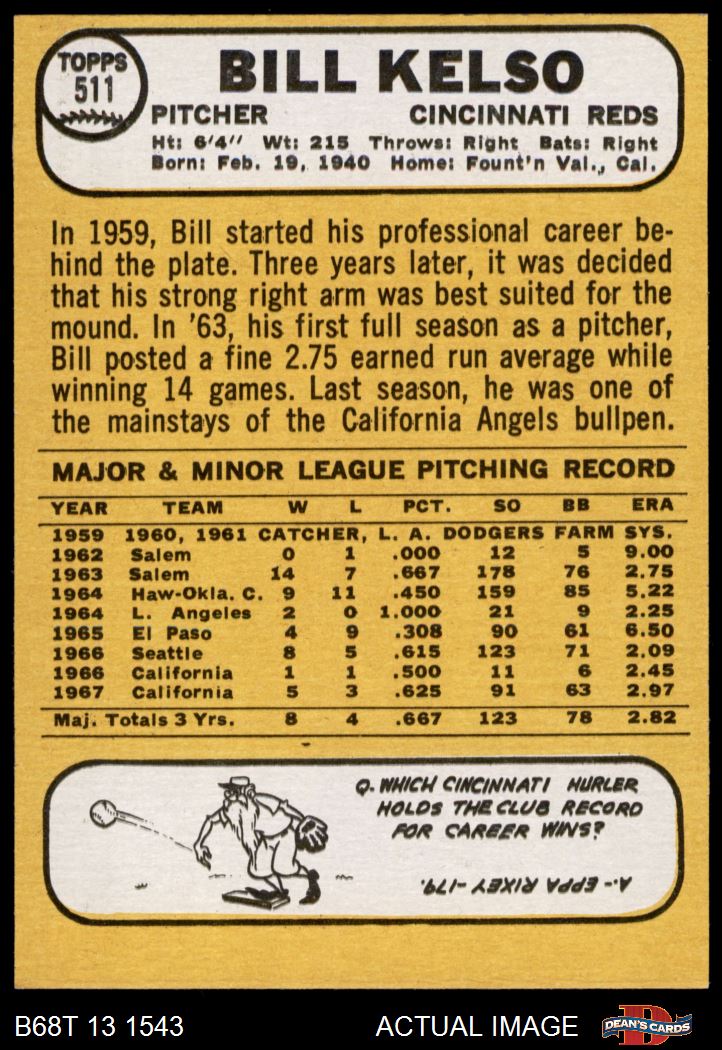 TOPPS
511
BILL KELSO
PITCHER CINCINNATI REDS
Ht: 6'4" Wt: 215 Throws: Right Bats: Right
Born: Feb. 19, 1940 Home: Fount'n Val., Cal.
In 1959, Bill started his professional career be-
hind the plate. Three years later, it was decided
that his strong right arm was best suited for the
mound. In '63, his first full season as a pitcher,
Bill posted a fine 2.75 earned run average while
winning 14 games. Last season, he was one of
the mainstays of the California Angels bullpen.
MAJOR & MINOR LEAGUE PITCHING RECORD
YEAR TEAM W L PCT. SO BB ERA
1959 1960, 1961 CATCHER, L. A. DODGERS FARM SYS.
1962 Salem 0 1 .000 12 5 9.00
1963 Salem 14 7 .667 178 76 2.75
1964 Haw-Okla. C. 9 11 .450 159 85 5.22
1964 L. Angeles 2 0 1.000 21 9 2.25
1965 El Paso 4 9 .308 90 61 6.50
1966 Seattle 8 5 .615 123 71 2.09
1966 California 1 1 .500 11 6 2.45
1967 California 5 3 .625 91 63 2.97
Maj. Totals 3 Yrs. 8 4 .667 123 78 2.82
Q. WHICH CINCINNATI HURLER
HOLDS THE CLUB RECORD
FOR CAREER WINS?
A.- EPPA RIXEY -179.
B68T 13 1543 ACTUAL IMAGE D DEAN'S CARDS